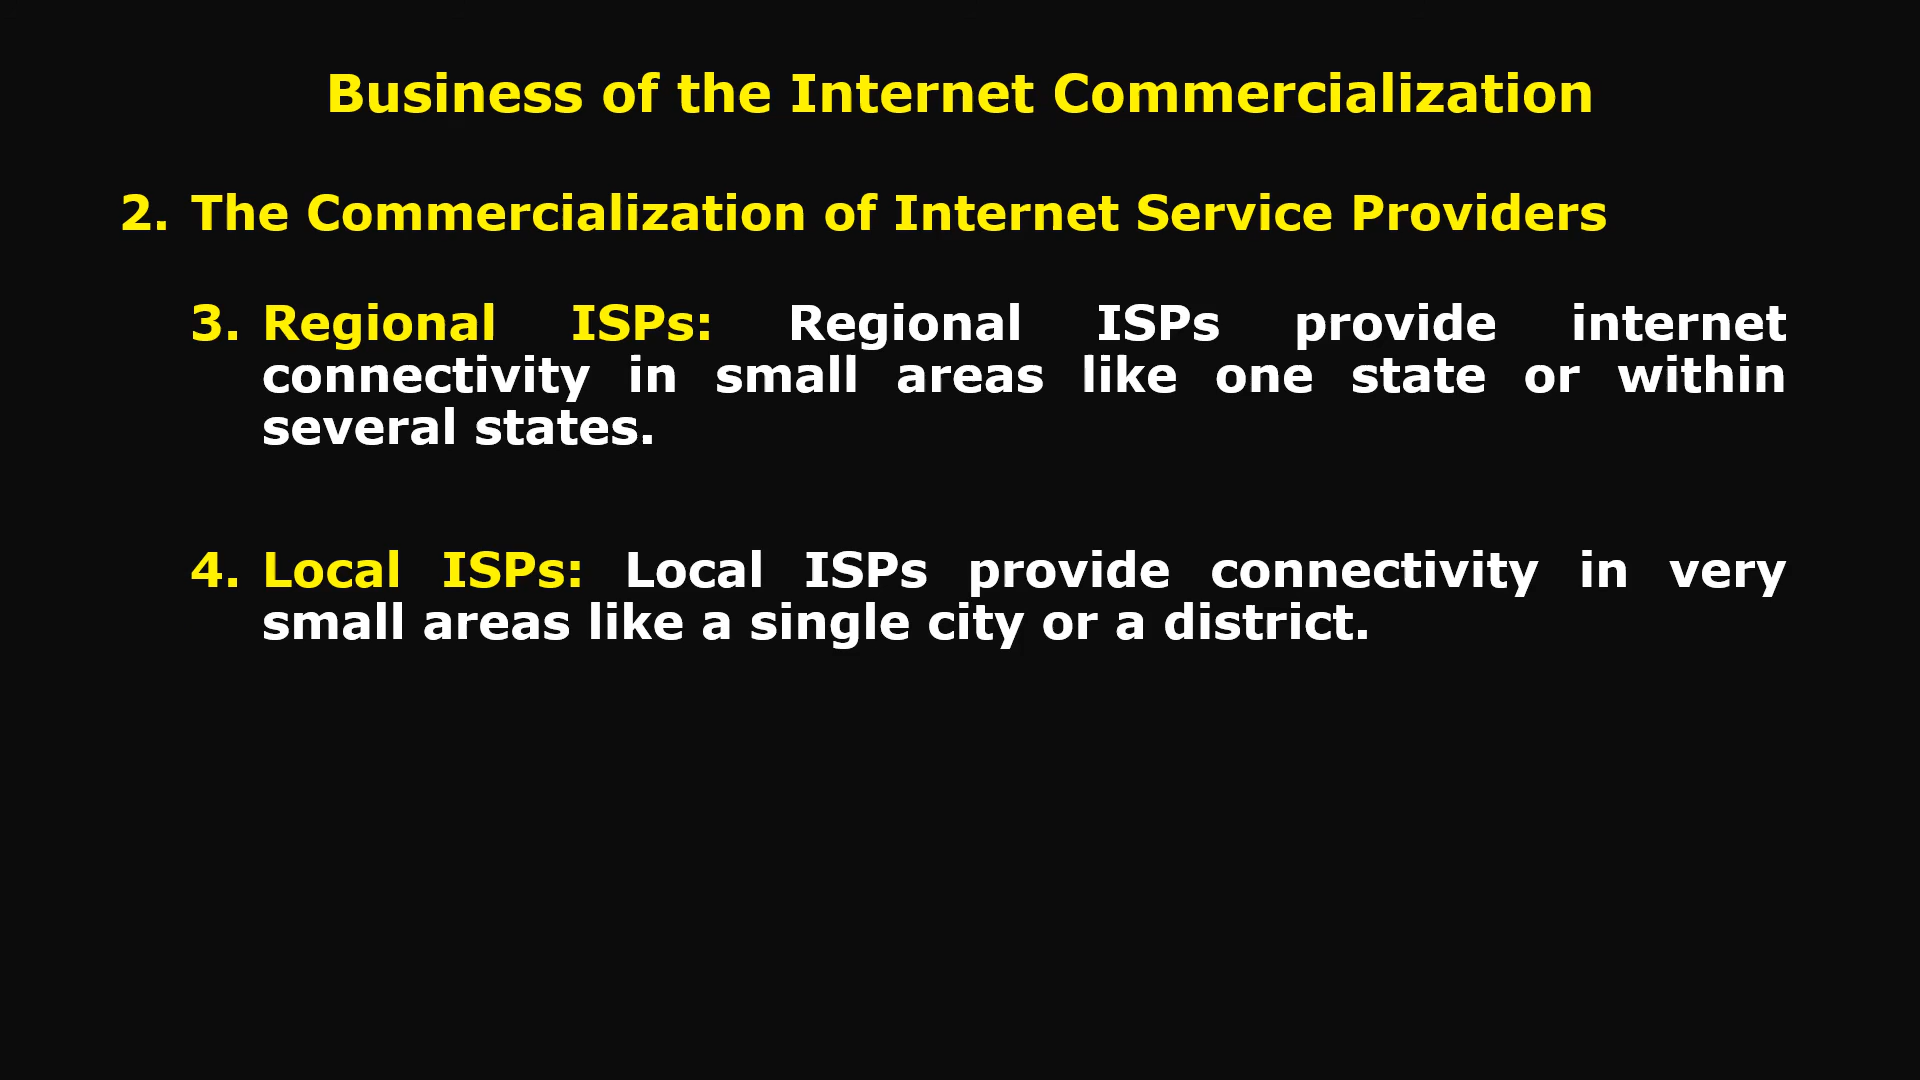 Business of the Internet Commercialization
2. The Commercialization of Internet Service Providers
3. Regional ISPs: Regional ISPs provide internet
connectivity in small areas like one state or within
several states.
4. Local ISPs: Local ISPs provide connectivity in very
small areas like a single city or a district.